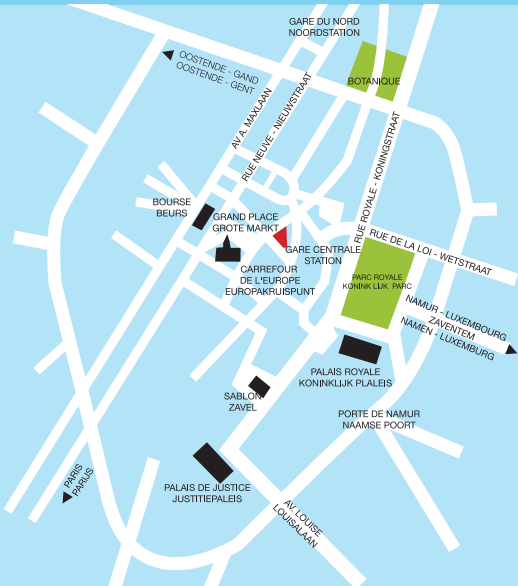 GARE DU NORD
NOORDSTATION
OOSTENDE - GAND
OOSTENDE - GENT
BOTANIQUE
AV A. MAXLAAN
RUE NEUVE - NIEUWSTRAAT
RUE ROYALE - KONINGSTRAAT
BOURSE
BEURS
GRAND PLACE
GROTE MARKT
GARE CENTRALE
STATION
RUE DE LA LOI - WETSTRAAT
CARREFOUR
DE L'EUROPE
EUROPAKRUISPUNT
PARC ROYALE
KONINK LIJK PARC
NAMUR - LUXEMBOURG
ZAVENTEM
NAMEN - LUXEMBURG
PALAIS ROYALE
KONINKLIJK PLALEIS
SABLON
ZAVEL
PORTE DE NAMUR
NAAMSE POORT
PARIS
PARIJS
PALAIS DE JUSTICE
JUSTITIEPALEIS
AV. LOUISE
LOUISALAAN